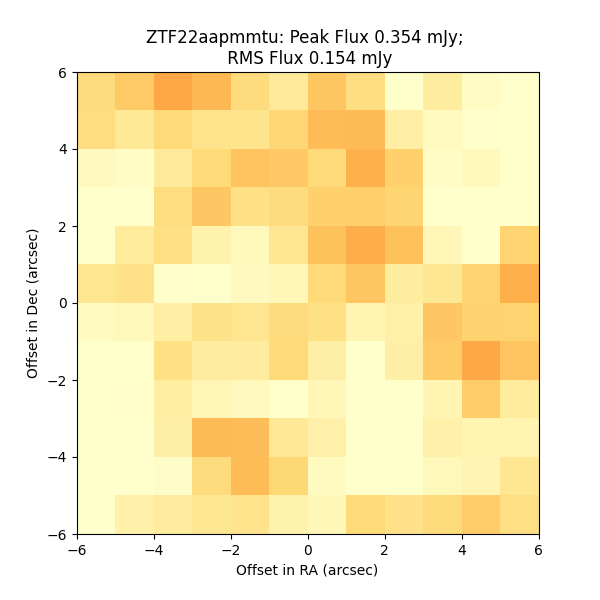 ZTF22aapmmtu: Peak Flux 0.354 mJy;
RMS Flux 0.154 mJy
6
4
2
0
−2
−4
−6
Offset in Dec (arcsec)
−6 −4 −2 0 2 4 6
Offset in RA (arcsec)